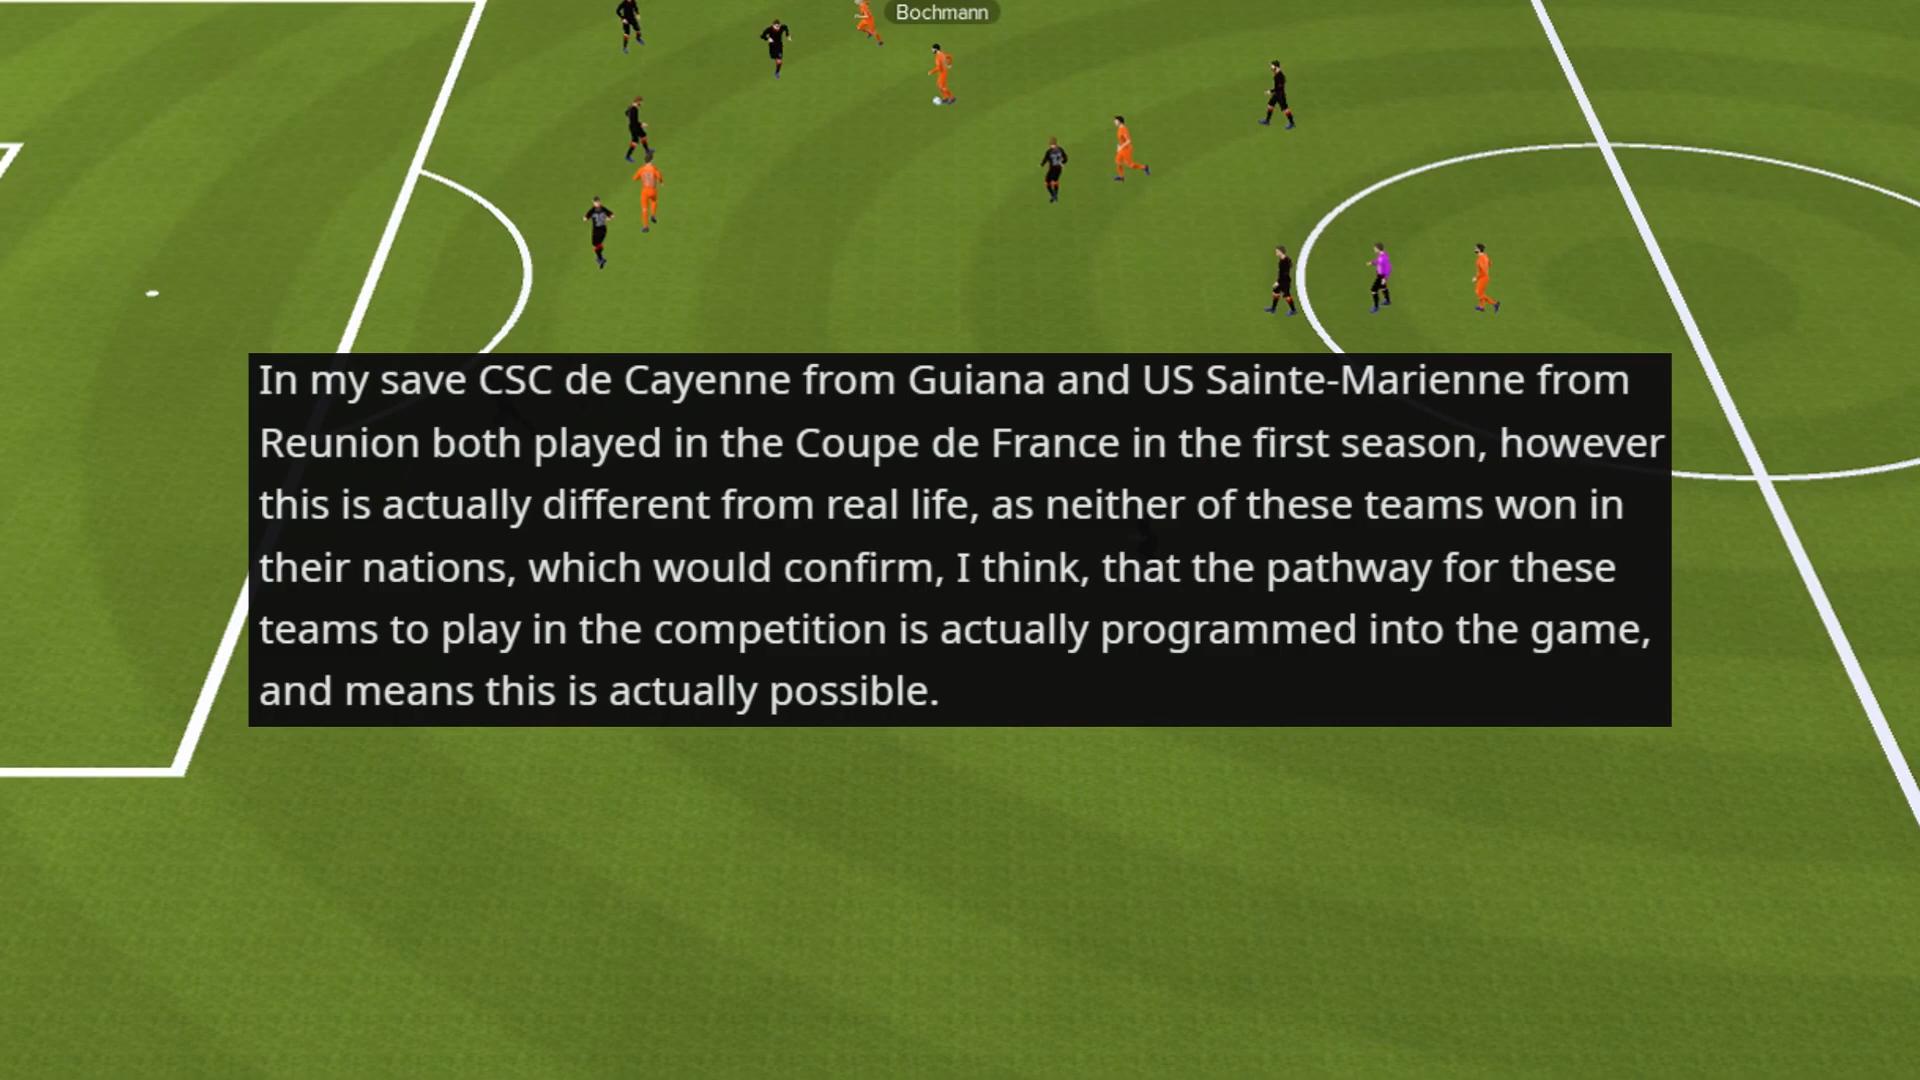 Bochmann
In my save CSC de Cayenne from Guiana and US Sainte-Marienne from
Reunion both played in the Coupe de France in the first season, however
this is actually different from real life, as neither of these teams won in
their nations, which would confirm, I think, that the pathway for these
teams to play in the competition is actually programmed into the game,
and means this is actually possible.